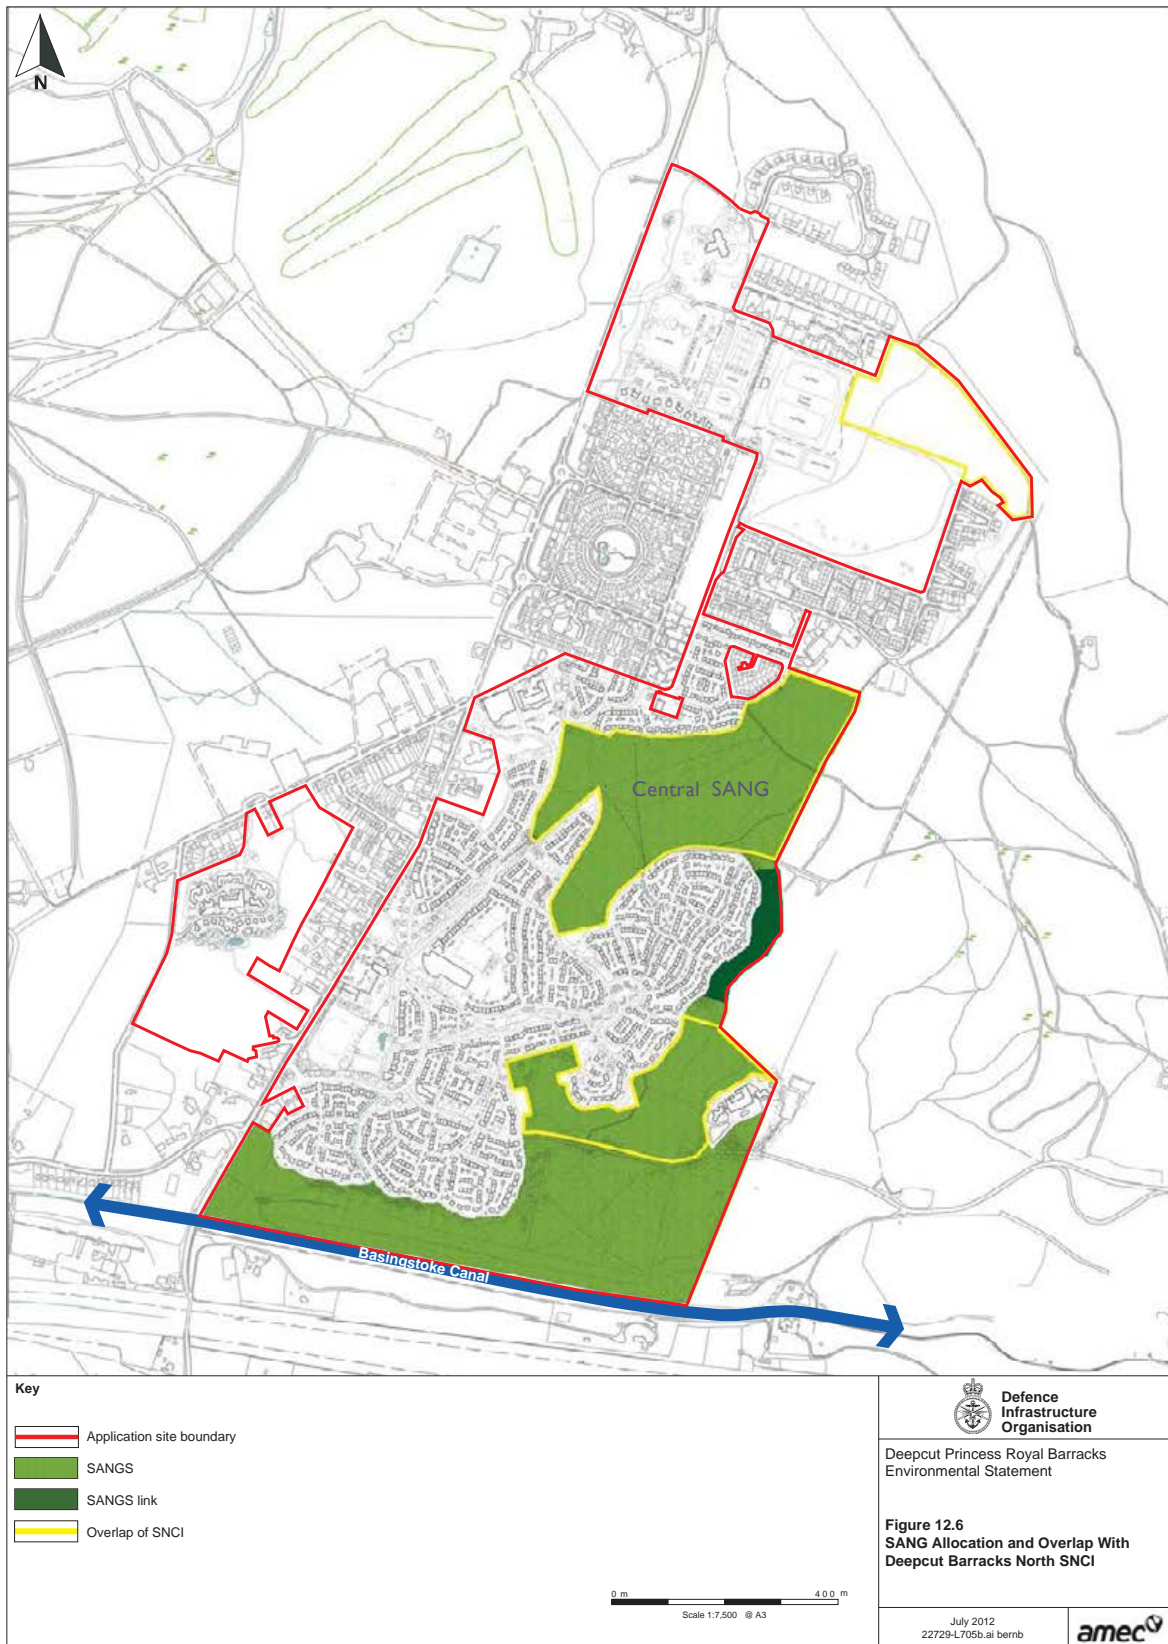 N
Central SANG
Basingstoke Canal
Key
Application site boundary
SANGS
SANGS link
Overlap of SNCI
0 m
400 m
Scale 1:7,500 @ A3
Defence
Infrastructure
Organisation
Deepcut Princess Royal Barracks
Environmental Statement
Figure 12.6
SANG Allocation and Overlap With
Deepcut Barracks North SNCI
July 2012
22729-L705b.ai bernb
amec